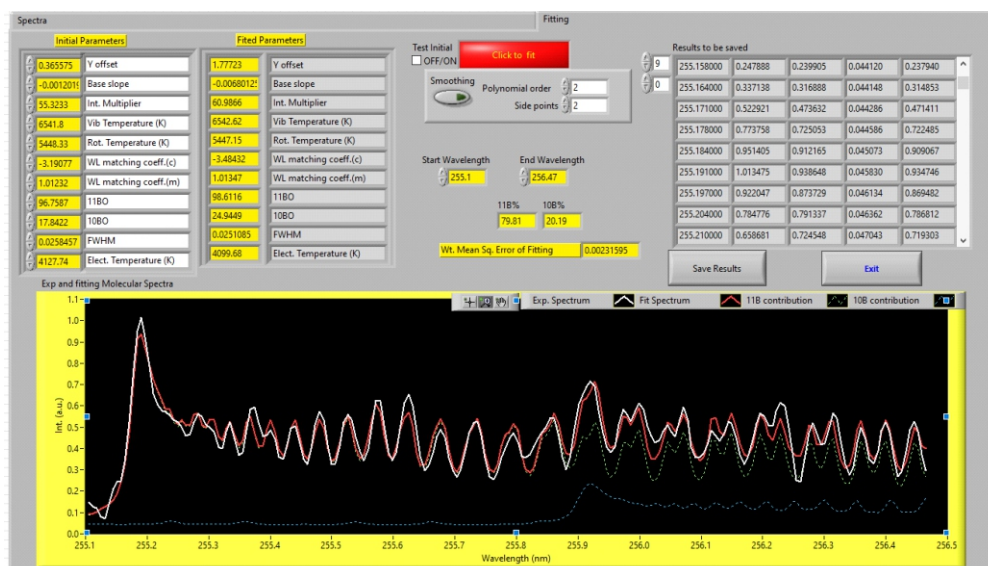 Spectra
Fitting
Initial Parameters
0.365575 Y offset
-0.0012019 Base slope
55.3233 Int. Multiplier
6541.8 Vib Temperature (K)
5448.33 Rot. Temperature (K)
-3.19077 WL matching coeff.(c)
1.01232 WL matching coeff.(m)
96.7587 11BO
17.8422 10BO
0.0258457 FWHM
4127.74 Elect. Temperature (K)
Fited Parameters
1.77723 Y offset
-0.0068012 Base slope
60.9866 Int. Multiplier
6542.62 Vib Temperature (K)
5447.15 Rot. Temperature (K)
-3.48432 WL matching coeff.(c)
1.01347 WL matching coeff.(m)
98.6116 11BO
24.9449 10BO
0.0251085 FWHM
4099.68 Elect. Temperature (K)
Test Initial
OFF/ON
Click to fit
Smoothing
Polynomial order 2
Side points 2
Start Wavelength End Wavelength
255.1 256.47
11B% 10B%
79.81 20.19
Wt. Mean Sq. Error of Fitting 0.00231595
Results to be saved
9
0
255.158000 0.247888 0.239905 0.044120 0.237940
255.164000 0.337138 0.316888 0.044148 0.314853
255.171000 0.522921 0.473632 0.044286 0.471411
255.178000 0.773758 0.725053 0.044586 0.722485
255.184000 0.951405 0.912165 0.045073 0.909067
255.191000 1.013475 0.938648 0.045830 0.934746
255.197000 0.922047 0.873729 0.046134 0.869482
255.204000 0.784776 0.791337 0.046362 0.786812
255.210000 0.658681 0.724548 0.047043 0.719303
Save Results
Exit
Exp and fitting Molecular Spectra
Exp. Spectrum Fit Spectrum 11B contribution 10B contribution
Int. (a.u.)
1.1
1.0
0.9
0.8
0.7
0.6
0.5
0.4
0.3
0.2
0.1
0.0
255.1 255.2 255.3 255.4 255.5 255.6 255.7 255.8 255.9 256.0 256.1 256.2 256.3 256.4 256.5
Wavelength (nm)